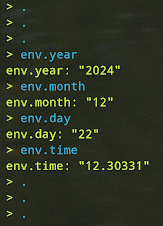 > .
> .
> .
> env.year
env.year: "2024"
> env.month
env.month: "12"
> env.day
env.day: "22"
> env.time
env.time: "12.30331"
> .
> .
> .